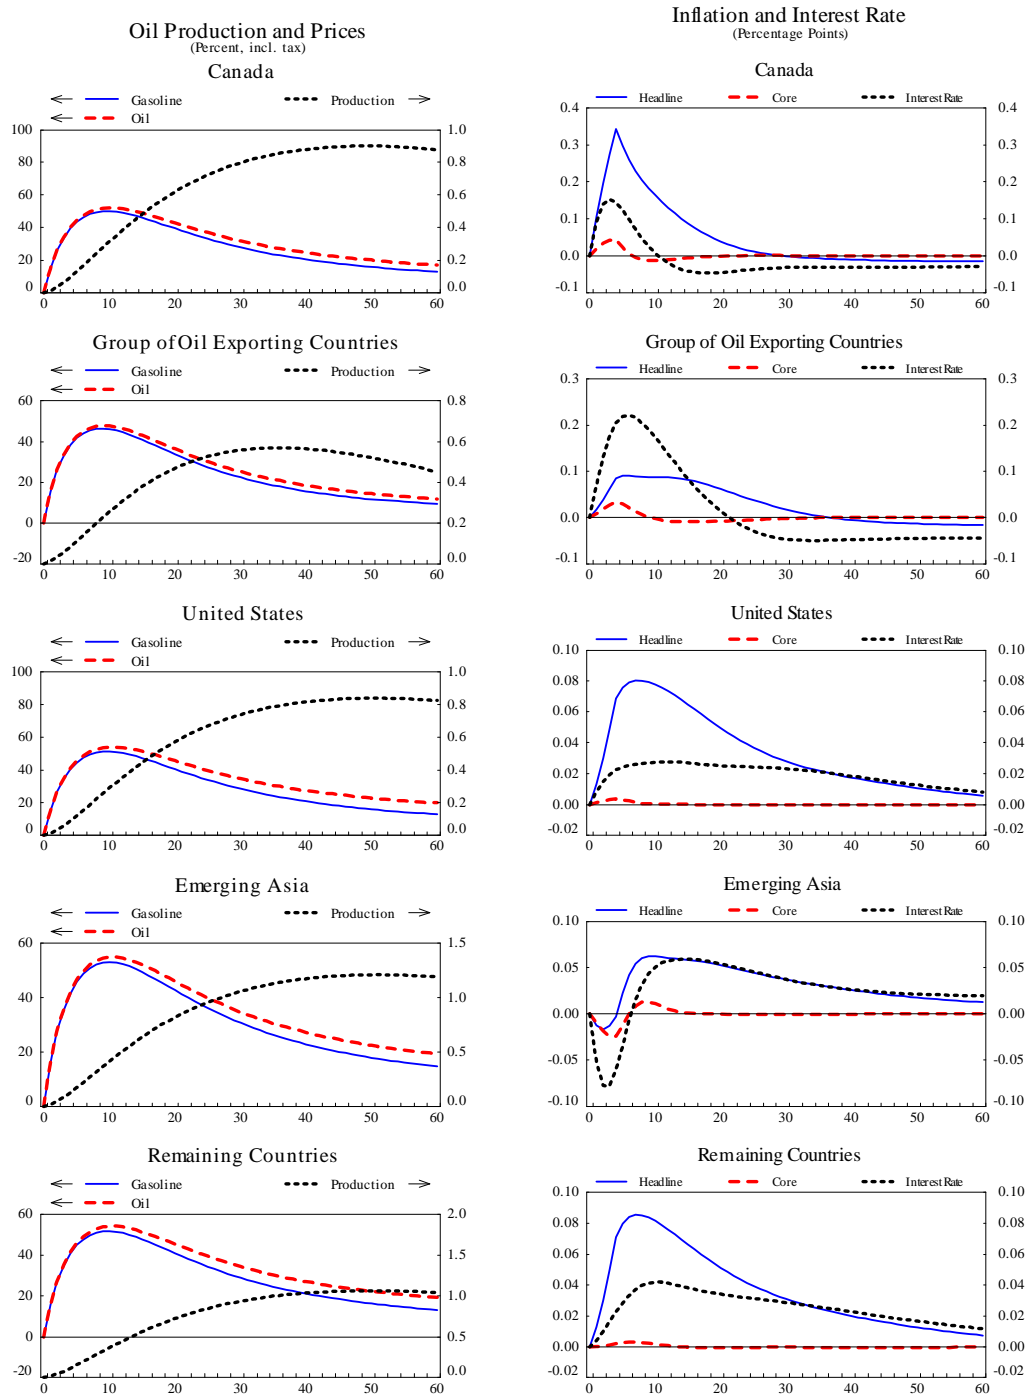 Oil Production and Prices
(Percent, incl. tax)
Canada
← Gasoline Production →
← Oil
100 1.0
80 0.8
60 0.6
40 0.4
20 0.2
0 0.0
0 10 20 30 40 50 60
Group of Oil Exporting Countries
← Gasoline Production →
← Oil
60 0.8
40 0.6
20 0.4
0 0.2
-20 0.0
0 10 20 30 40 50 60
United States
← Gasoline Production →
← Oil
100 1.0
80 0.8
60 0.6
40 0.4
20 0.2
0 0.0
0 10 20 30 40 50 60
Emerging Asia
← Gasoline Production →
← Oil
60 1.5
40 1.0
20 0.5
0 0.0
0 10 20 30 40 50 60
Remaining Countries
← Gasoline Production →
← Oil
60 2.0
40 1.5
20 1.0
0 0.5
-20 0.0
0 10 20 30 40 50 60
Inflation and Interest Rate
(Percentage Points)
Canada
Headline Core Interest Rate
0.4 0.4
0.3 0.3
0.2 0.2
0.1 0.1
0.0 0.0
-0.1 -0.1
0 10 20 30 40 50 60
Group of Oil Exporting Countries
Headline Core Interest Rate
0.3 0.3
0.2 0.2
0.1 0.1
0.0 0.0
-0.1 -0.1
0 10 20 30 40 50 60
United States
Headline Core Interest Rate
0.10 0.10
0.08 0.08
0.06 0.06
0.04 0.04
0.02 0.02
0.00 0.00
-0.02 -0.02
0 10 20 30 40 50 60
Emerging Asia
Headline Core Interest Rate
0.10 0.10
0.05 0.05
0.00 0.00
-0.05 -0.05
-0.10 -0.10
0 10 20 30 40 50 60
Remaining Countries
Headline Core Interest Rate
0.10 0.10
0.08 0.08
0.06 0.06
0.04 0.04
0.02 0.02
0.00 0.00
-0.02 -0.02
0 10 20 30 40 50 60